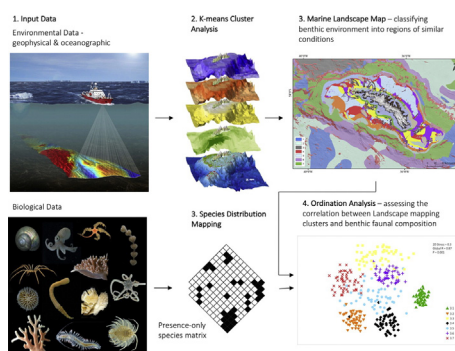 1. Input Data
Environmental Data -
geophysical & oceanographic
2. K-means Cluster
Analysis
3. Marine Landscape Map – classifying
benthic environment into regions of similar
conditions
Biological Data
3. Species Distribution
Mapping
Presence-only
species matrix
4. Ordination Analysis – assessing the
correlation between Landscape mapping
clusters and benthic faunal composition